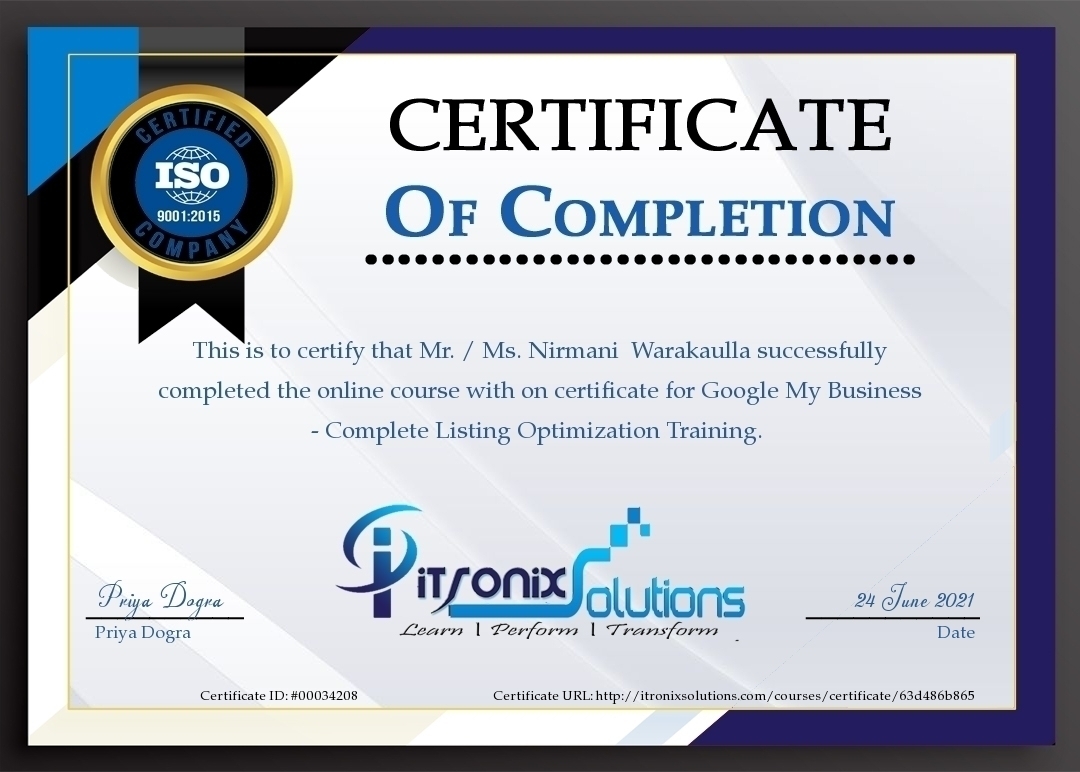 CERTIFICATE
OF COMPLETION
CERTIFIED
ISO
9001:2015
COMPANY
This is to certify that Mr. / Ms. Nirmani  Warakaulla successfully
completed the online course with on certificate for Google My Business
- Complete Listing Optimization Training.
iTronix Solutions
Learn | Perform | Transform
Priya Dogra
Priya Dogra
24 June 2021
Date
Certificate ID: #00034208
Certificate URL: http://itronixsolutions.com/courses/certificate/63d486b865